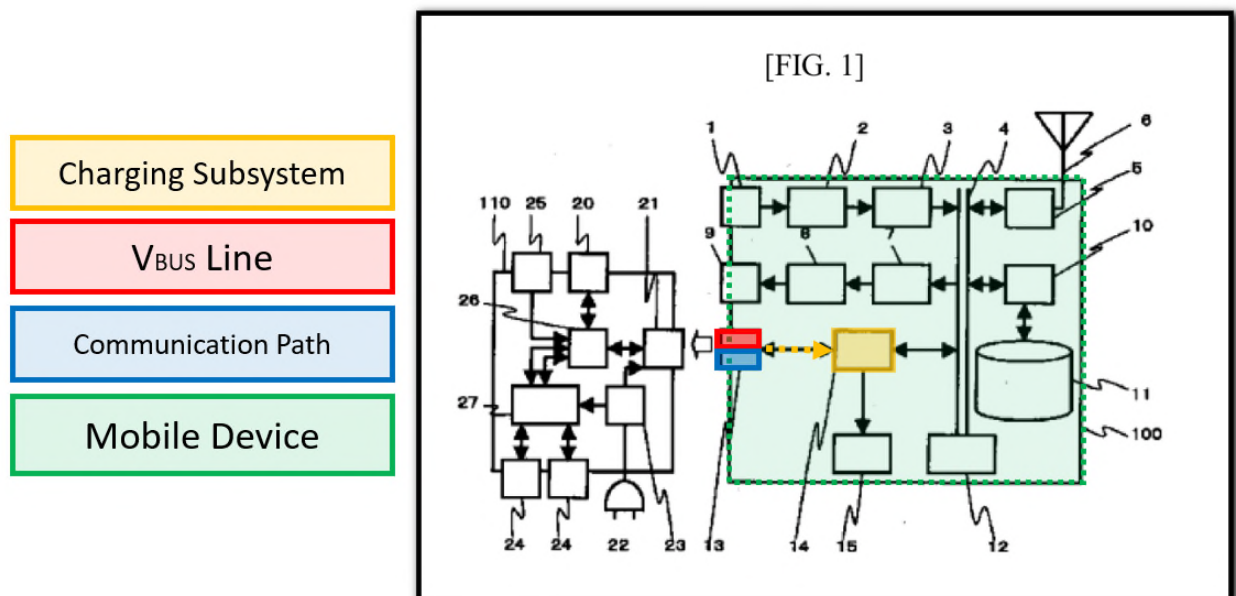 [FIG. 1]
Charging Subsystem
VBUS Line
Communication Path
Mobile Device
1 2 3 4 6
5
110 25 20 21
9 8 7 10
26
27 11
100
24 24 22 23 13 14 15 12